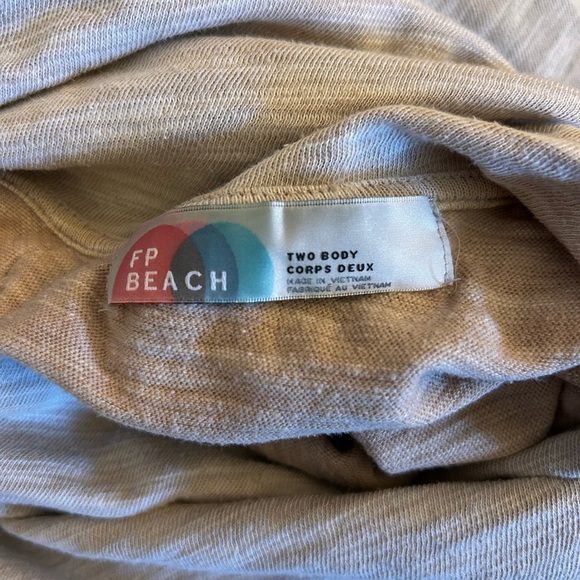 FP
BEACH
TWO BODY
CORPS DEUX
MADE IN VIETNAM
FABRIQUÉ AU VIETNAM